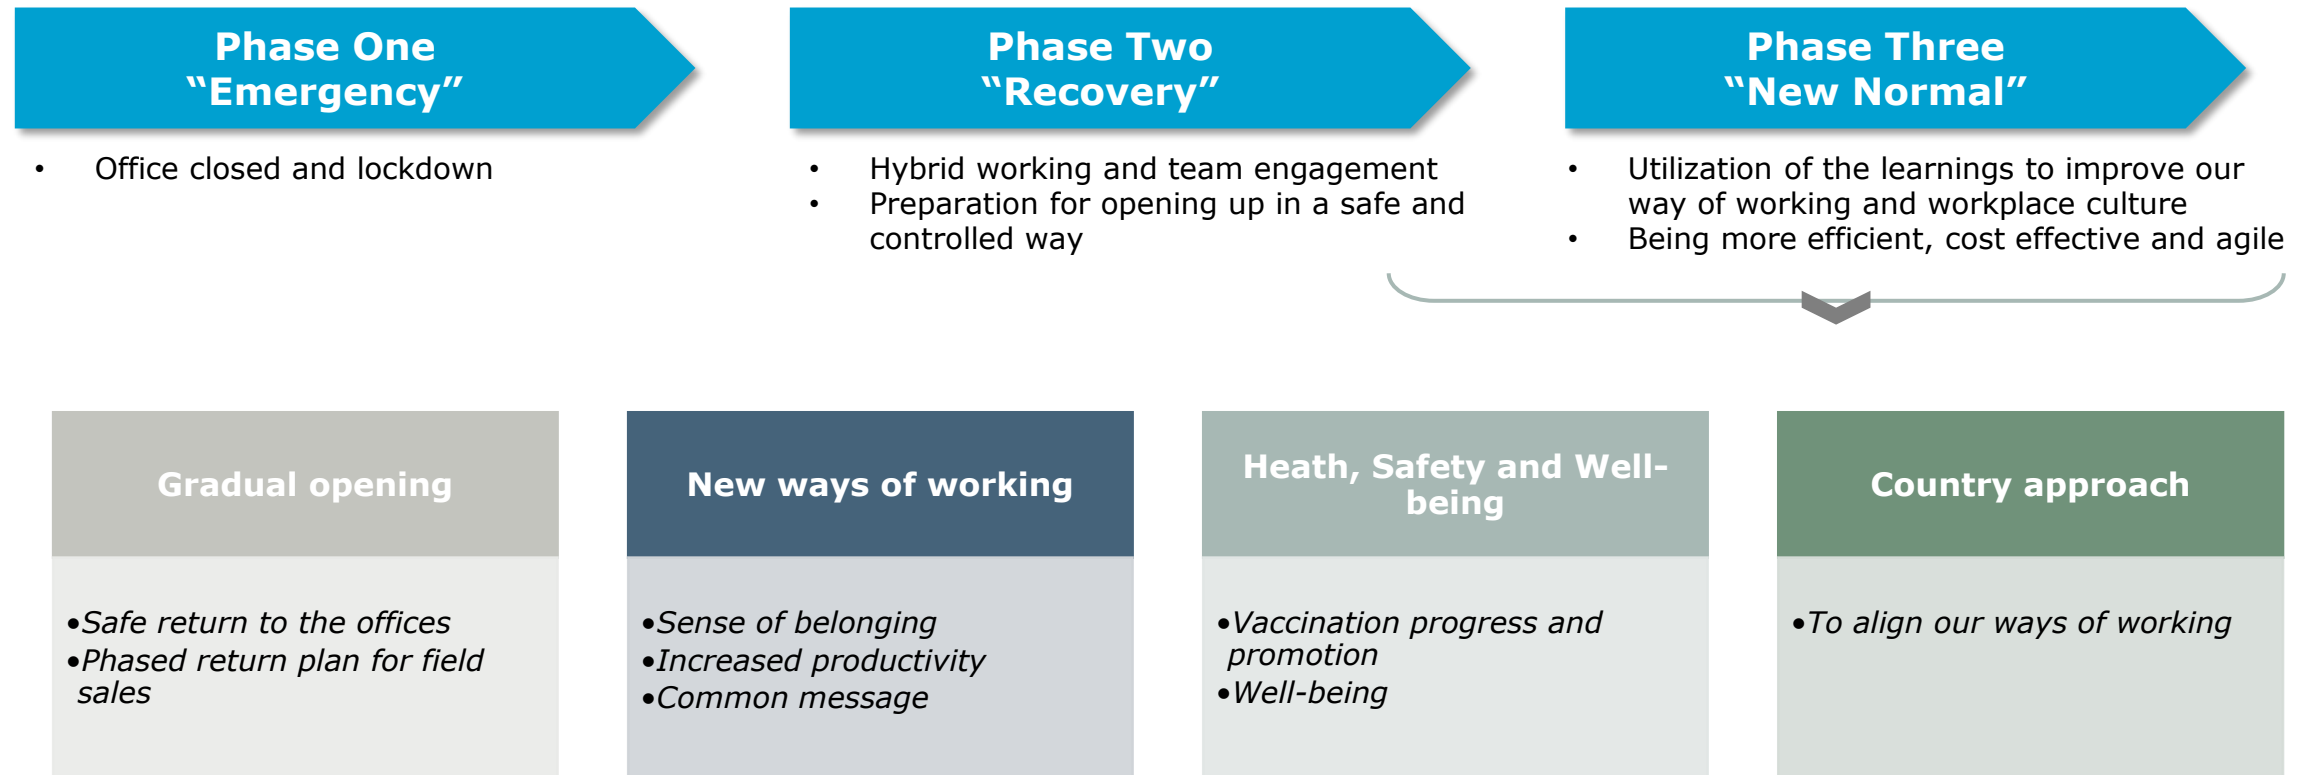 Phase One
“Emergency”
• Office closed and lockdown
Phase Two
“Recovery”
• Hybrid working and team engagement
• Preparation for opening up in a safe and
controlled way
Phase Three
“New Normal”
• Utilization of the learnings to improve our
way of working and workplace culture
• Being more efficient, cost effective and agile
Gradual opening
•Safe return to the offices
•Phased return plan for field
sales
New ways of working
•Sense of belonging
•Increased productivity
•Common message
Heath, Safety and Well-
being
•Vaccination progress and
promotion
•Well-being
Country approach
•To align our ways of working